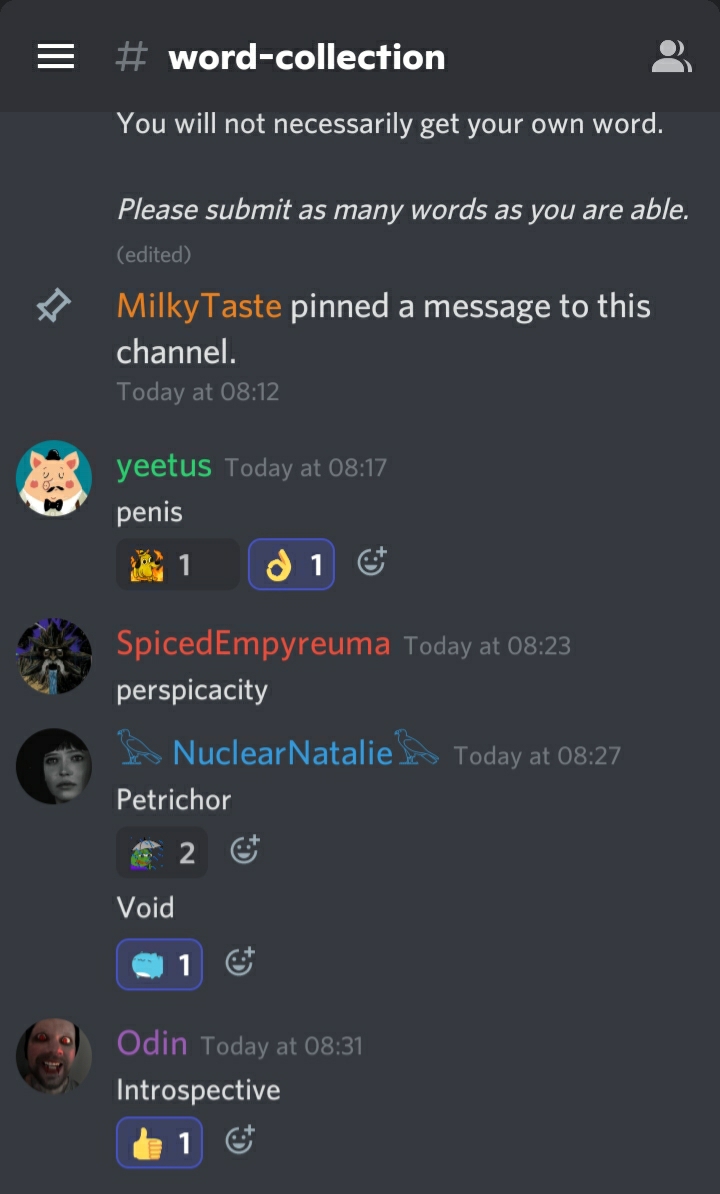 # word-collection
You will not necessarily get your own word.
Please submit as many words as you are able.
(edited)
MilkyTaste pinned a message to this
channel.
Today at 08:12
yeetus Today at 08:17
penis
1 1
SpicedEmpyreuma Today at 08:23
perspicacity
NuclearNatalie Today at 08:27
Petrichor
2
Void
1
Odin Today at 08:31
Introspective
1